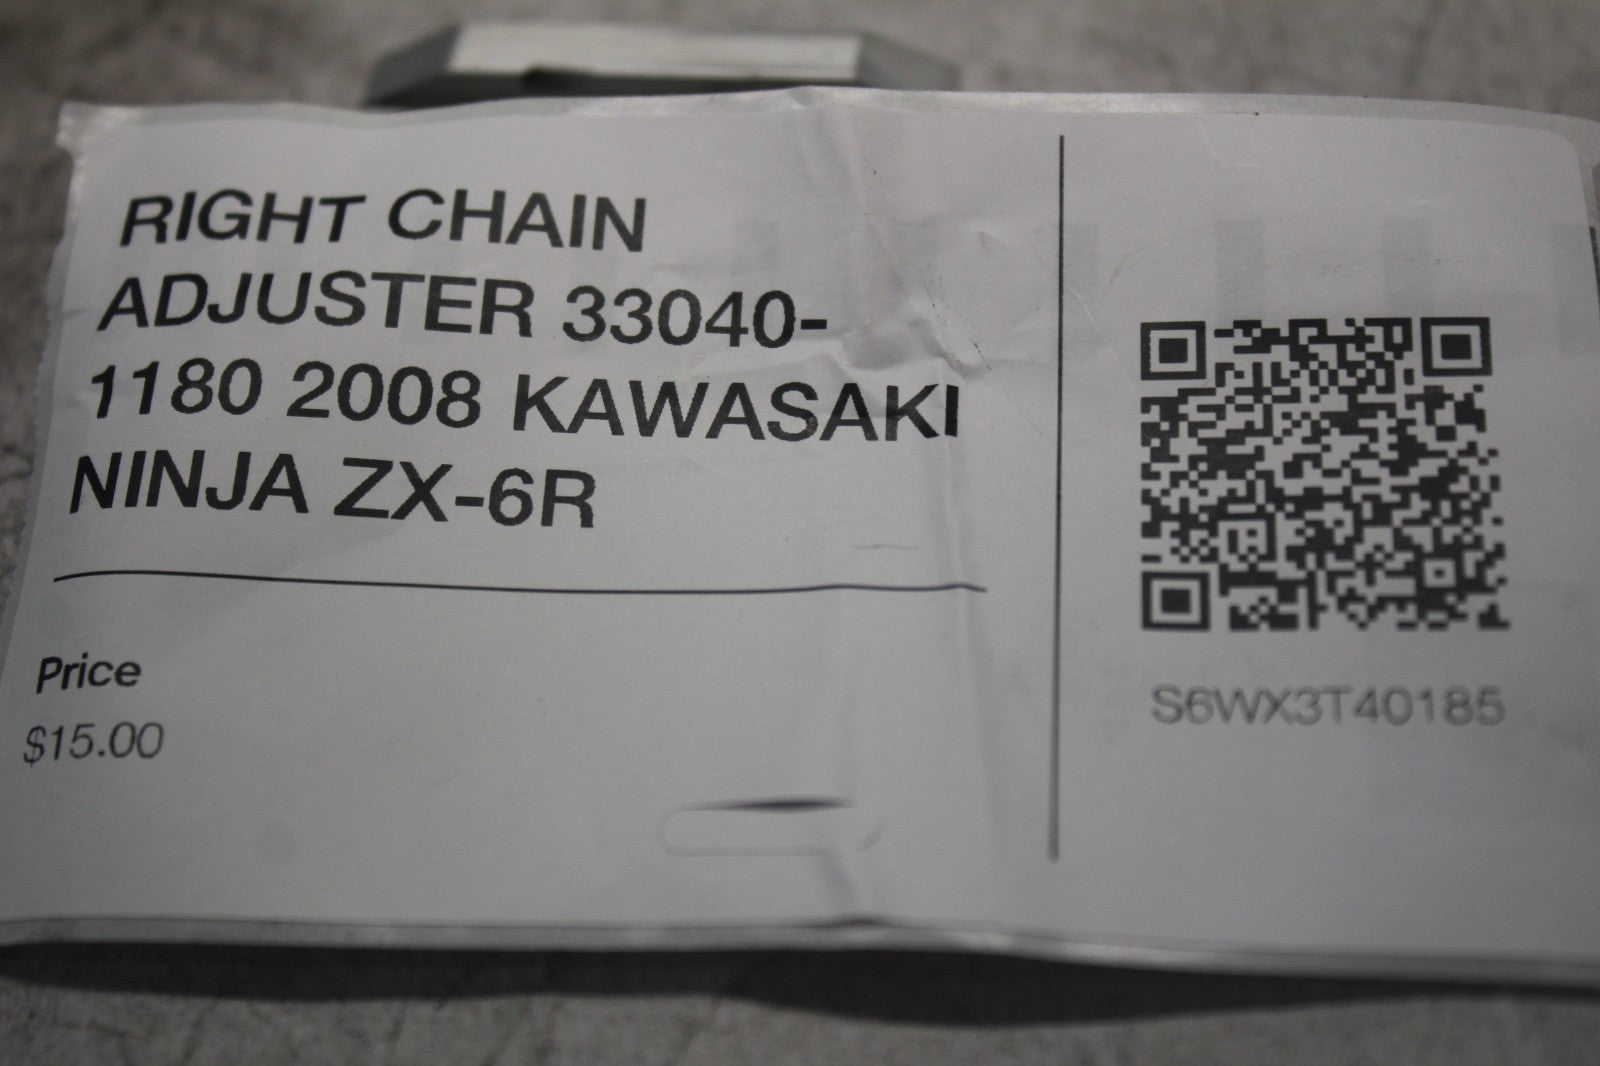 RIGHT CHAIN
ADJUSTER 33040-
1180 2008 KAWASAKI
NINJA ZX-6R
Price
$15.00
S6WX3T40185